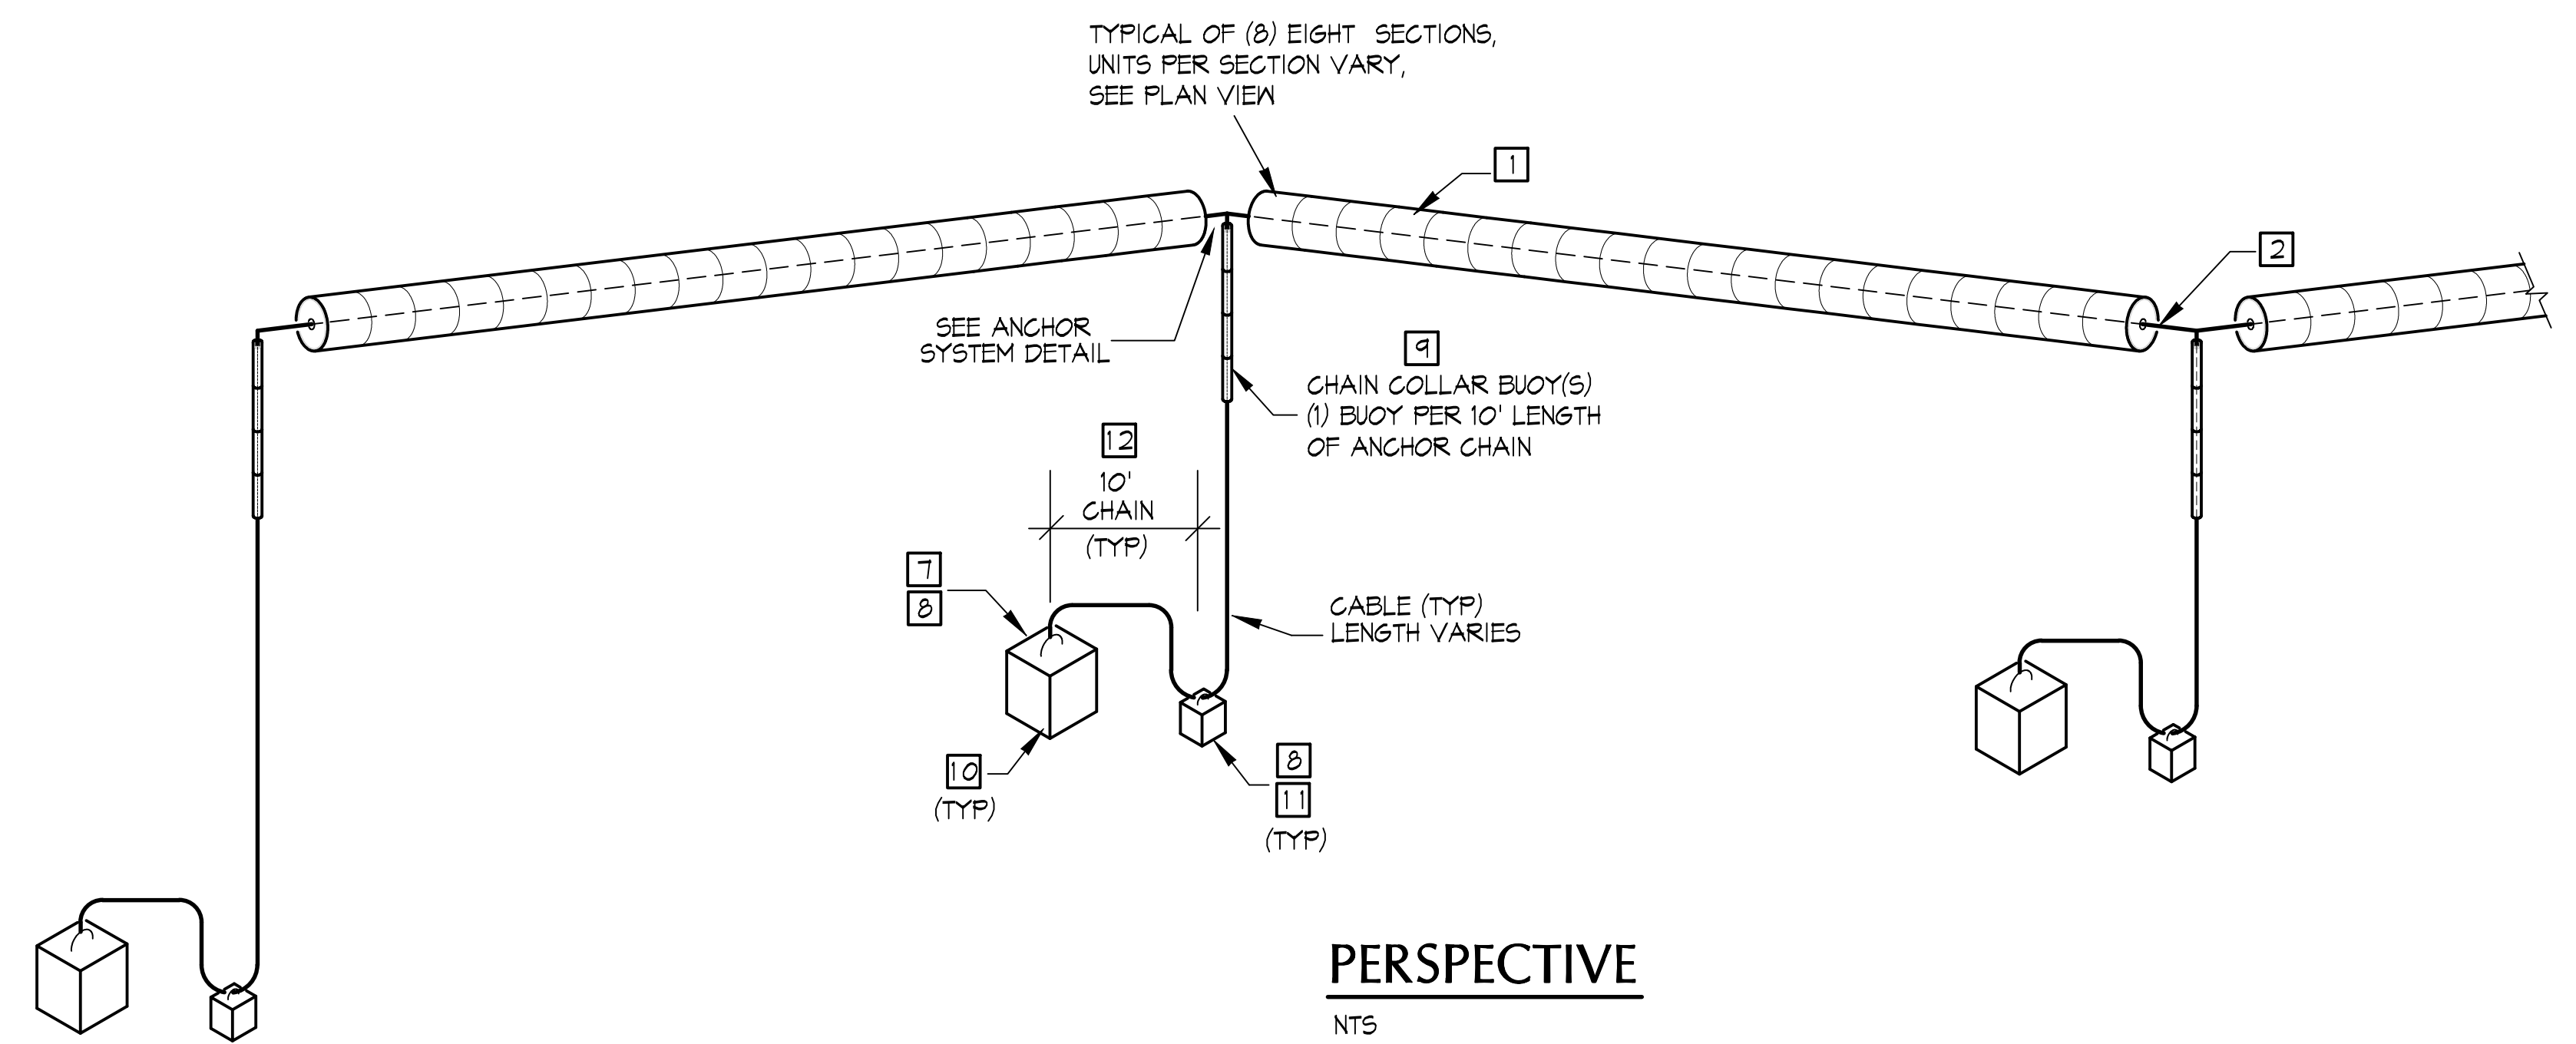 TYPICAL OF (8) EIGHT SECTIONS,
UNITS PER SECTION VARY,
SEE PLAN VIEW
1
2
SEE ANCHOR
SYSTEM DETAIL
9
CHAIN COLLAR BUOY(S)
(1) BUOY PER 10' LENGTH
OF ANCHOR CHAIN
12
10'
CHAIN
(TYP)
7
8
CABLE (TYP)
LENGTH VARIES
10
(TYP)
8
11
(TYP)
PERSPECTIVE
NTS